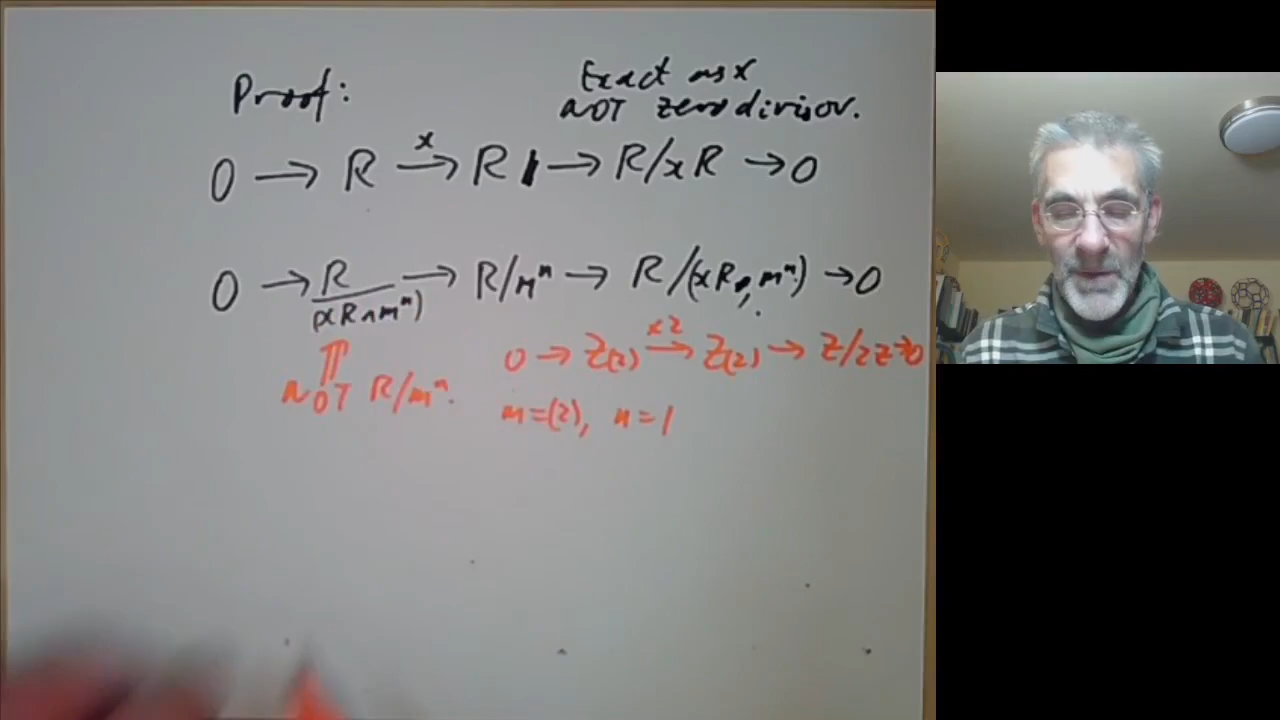 Proof:
Exact as x
NOT zero divisor.
0 → R →x R → R/xR → 0
0 → R/(xR∩m^n) → R/m^n → R/(xR, m^n) → 0
⇑
NOT R/m^n.
0 → Z(2) →×2 Z(2) → Z/2Z → 0
m=(2), n=1